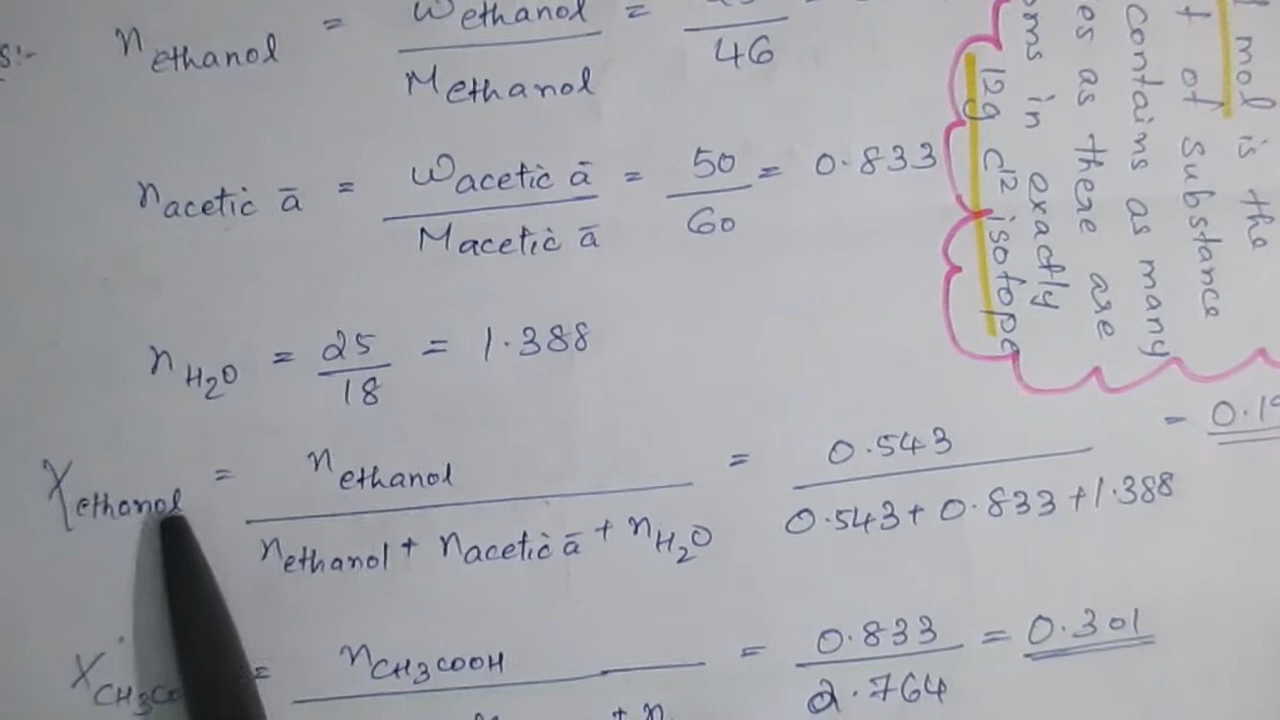 s:- n ethanol = W ethanol / M ethanol = / 46
n acetic ā = W acetic ā / M acetic ā = 50 / 60 = 0.833
n H2O = 25 / 18 = 1.388
X ethanol = n ethanol / n ethanol + n acetic ā + n H2O = 0.543 / 0.543 + 0.833 + 1.388 = 0.19
X CH3CO = n CH3COOH / + n = 0.833 / 2.764 = 0.301
mol is the
t of substance
contains as many
es as there are
oms in exactly
12g C12 isotope